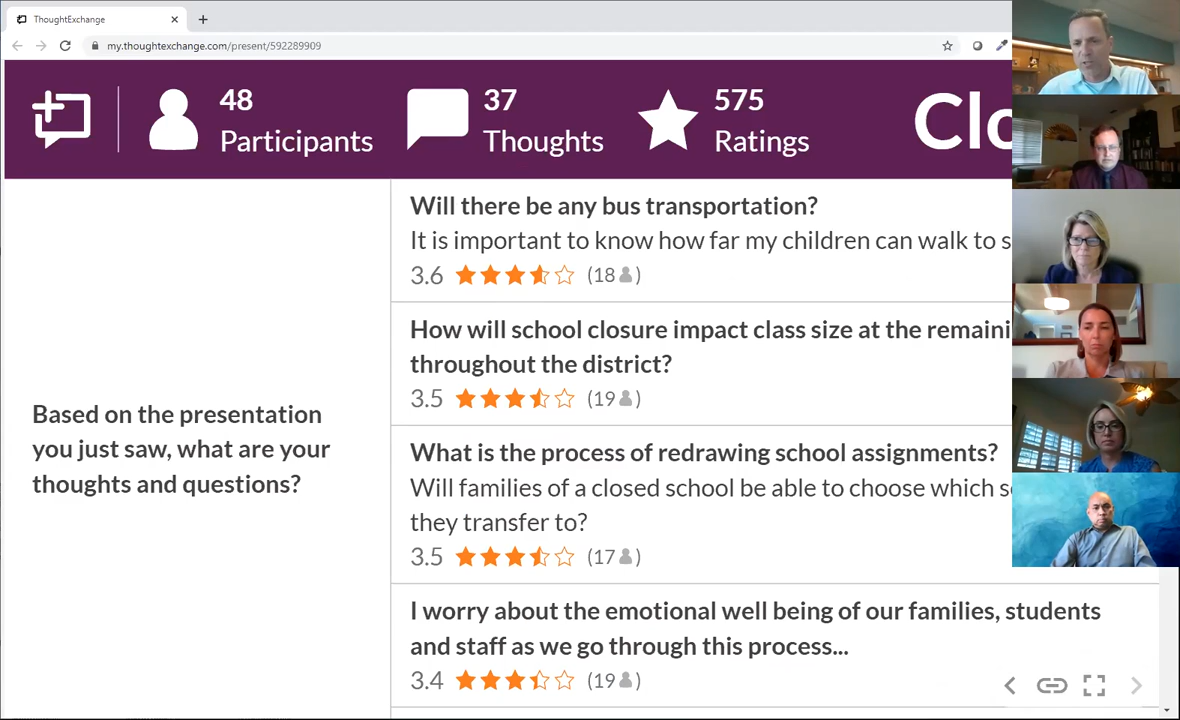 ThoughtExchange
my.thoughtexchange.com/present/592289909
48
Participants
37
Thoughts
575
Ratings
Clo
Based on the presentation
you just saw, what are your
thoughts and questions?
Will there be any bus transportation?
It is important to know how far my children can walk to s
3.6 (18)
How will school closure impact class size at the remaini
throughout the district?
3.5 (19)
What is the process of redrawing school assignments?
Will families of a closed school be able to choose which s
they transfer to?
3.5 (17)
I worry about the emotional well being of our families, students
and staff as we go through this process...
3.4 (19)